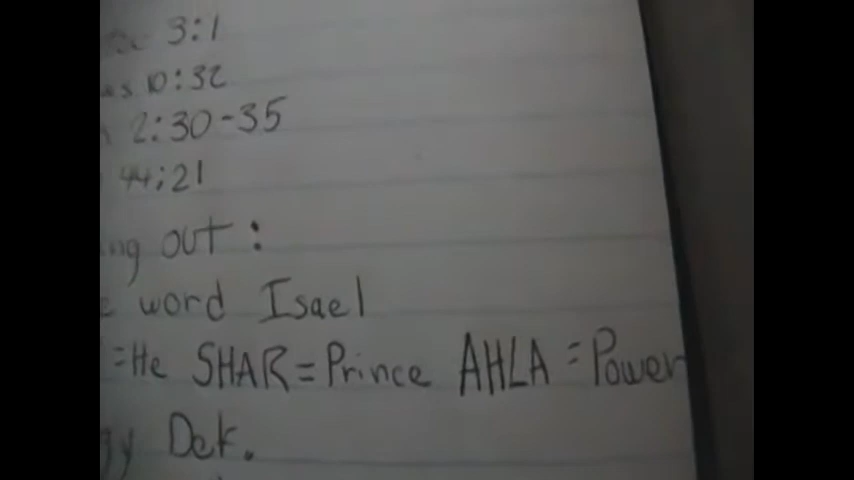 3:1
10:32
2:30-35
44:21
out:
word Isael
=He SHAR=Prince AHLA=Power
Dek.